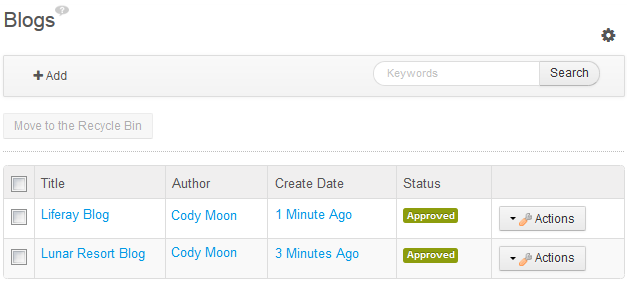 Blogs ?
+ Add Keywords Search
Move to the Recycle Bin
Title Author Create Date Status
Liferay Blog Cody Moon 1 Minute Ago Approved Actions
Lunar Resort Blog Cody Moon 3 Minutes Ago Approved Actions